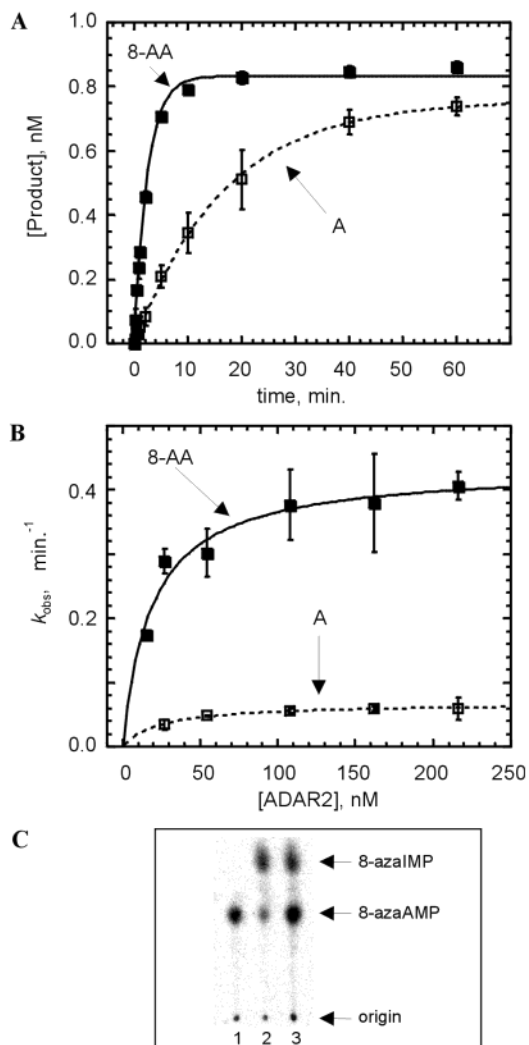 A
1.0
8-AA
0.8
0.6
[Product], nM
0.4
A
0.2
0.0
0 10 20 30 40 50 60
time, min.
B
8-AA
0.4
kobs, min.⁻¹
0.2
A
0.0
0 50 100 150 200 250
[ADAR2], nM
C
8-azaIMP
8-azaAMP
origin
1 2 3